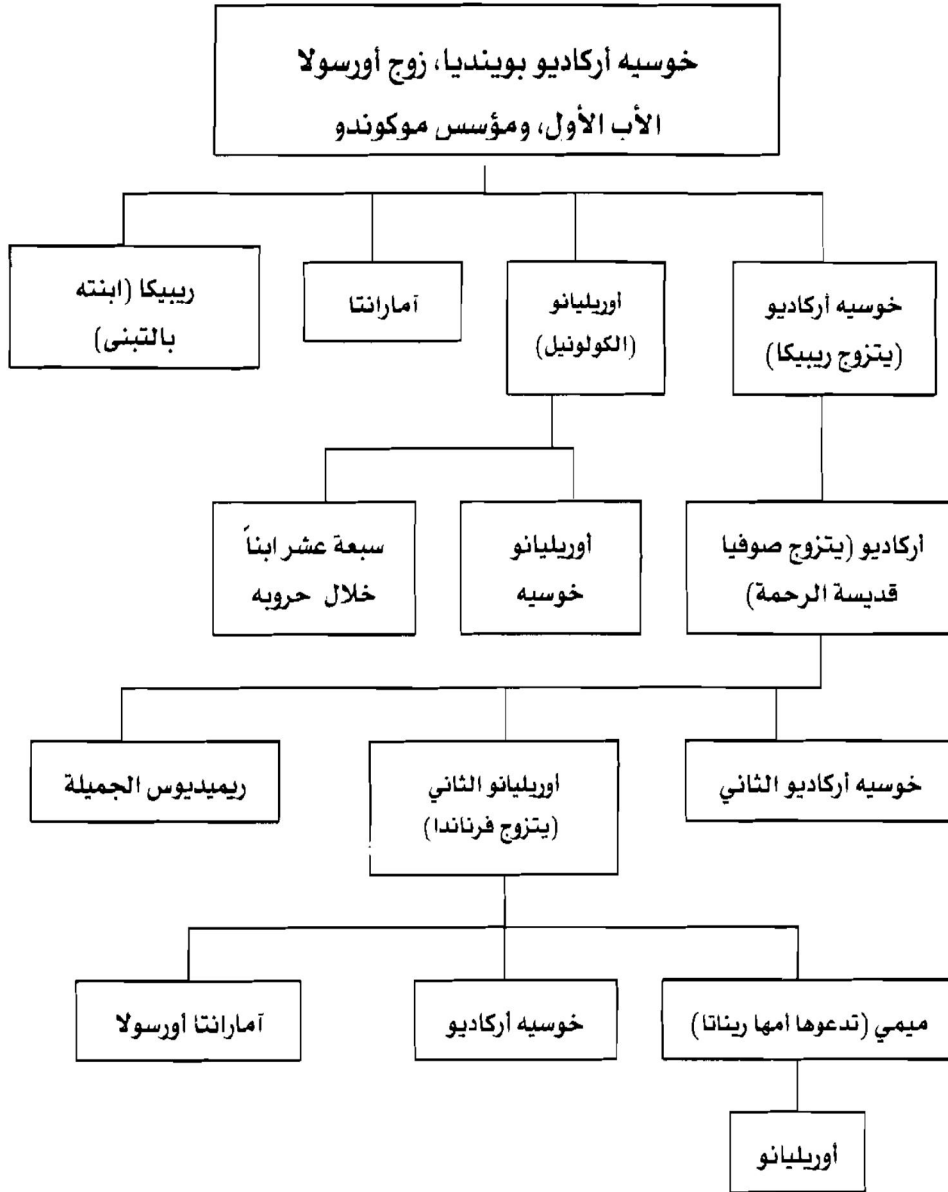 خوسيه أركاديو بوينديا، زوج أورسولا
الأب الأول، ومؤسس موكوندو
خوسيه أركاديو
(يتزوج ريبيكا)
أوريليانو
(الكولونيل)
آمارانتا
ريبيكا (ابنته
بالتبنى)
أركاديو (يتزوج صوفيا
قديسة الرحمة)
أوريليانو
خوسيه
سبعة عشر ابناً
خلال حروبه
خوسيه أركاديو الثاني
أوريليانو الثاني
(يتزوج فرناندا)
ريميديوس الجميلة
ميمي (تدعوها أمها ريناتا)
خوسيه أركاديو
آمارانتا أورسولا
أوريليانو